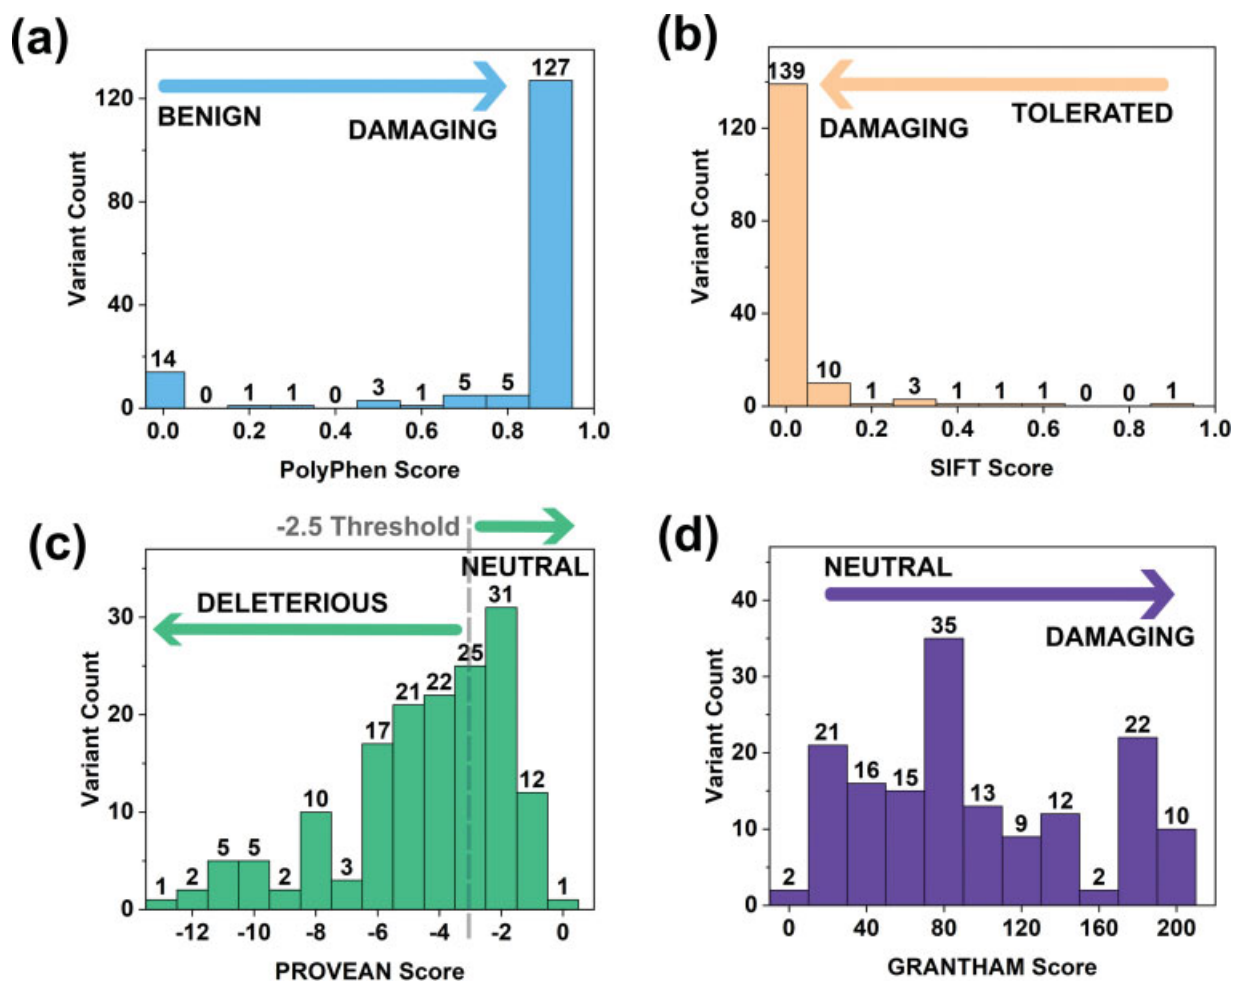 (a)
127
120
14
BENIGN
DAMAGING
80
40
0
0 1 1 0 3 1 5 5
0.0 0.2 0.4 0.6 0.8 1.0
Variant Count
PolyPhen Score
(b)
139
120
DAMAGING
TOLERATED
80
40
0
10 1 3 1 1 1 0 0 1
0.0 0.2 0.4 0.6 0.8 1.0
Variant Count
SIFT Score
(c)
-2.5 Threshold
NEUTRAL
DELETERIOUS
30
20
10
0
1 2 5 5 2 10 3 17 21 22 25 31 12 1
-12 -10 -8 -6 -4 -2 0
Variant Count
PROVEAN Score
(d)
NEUTRAL
DAMAGING
40
30
20
10
0
2 21 16 15 35 13 9 12 2 22 10
0 40 80 120 160 200
Variant Count
GRANTHAM Score